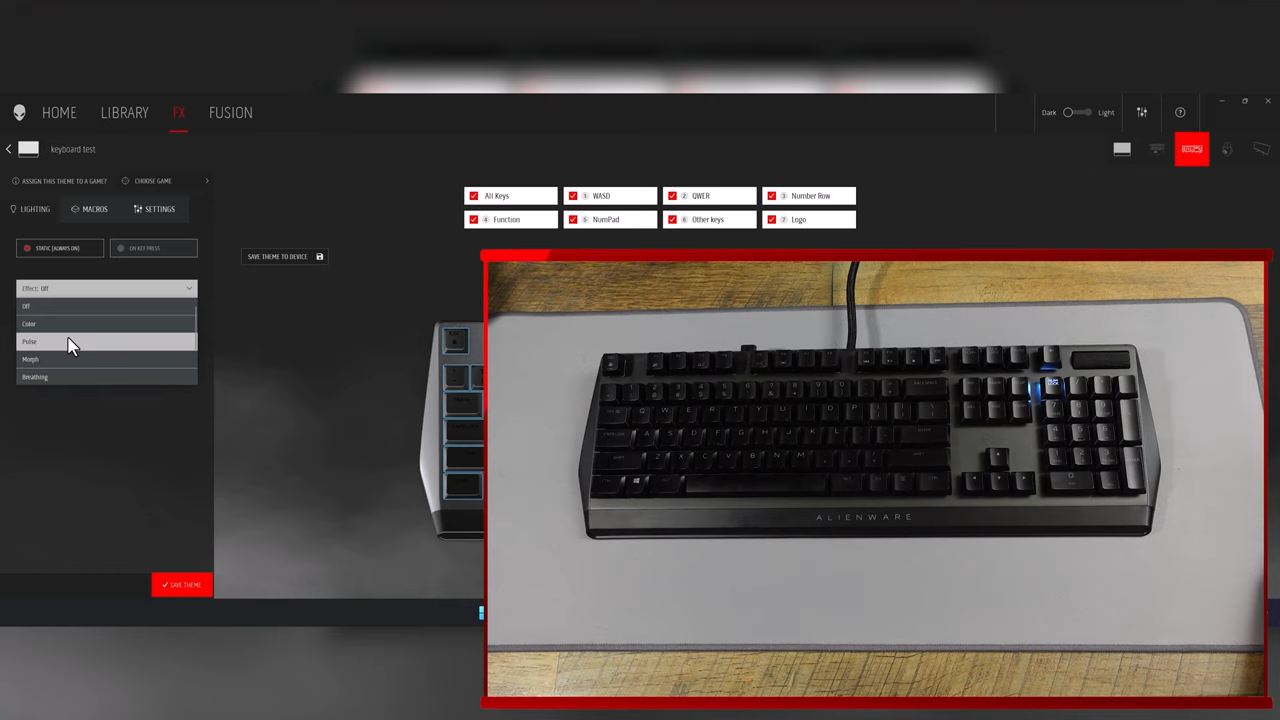 HOME LIBRARY FX FUSION Dark Light
keyboard test
ASSIGN THIS THEME TO A GAME? CHOOSE GAME
LIGHTING MACROS SETTINGS
All Keys 1 WASD 2 QWER 3 Number Row
4 Function 5 NumPad 6 Other keys 7 Logo
STATIC (ALWAYS ON) ON KEY PRESS
SAVE THEME TO DEVICE
Effect: Off
Off
Color
Pulse
Morph
Breathing
SAVE THEME
Q W E R T Y U I O P
A S D F G H J K L
Z X C V B N M
ALIENWARE